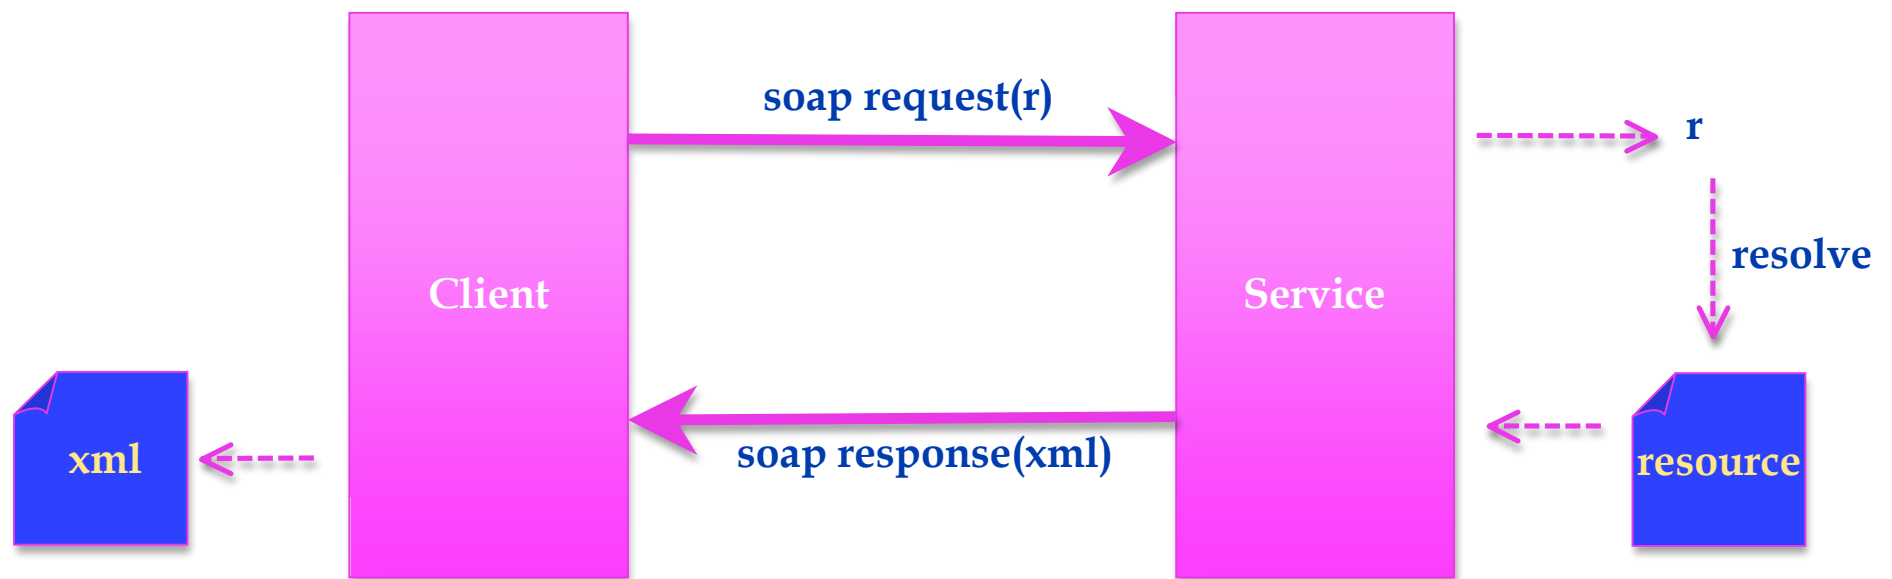 soap request(r)
r
resolve
Client
Service
soap response(xml)
xml
resource